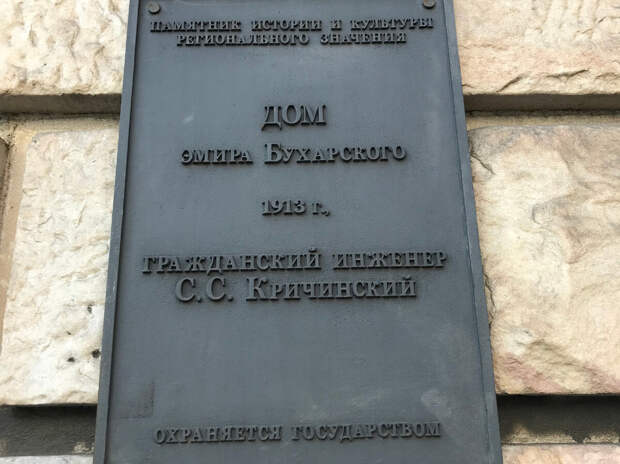 ПАМЯТНИК ИСТОРИИ И КУЛЬТУРЫ
РЕГИОНАЛЬНОГО ЗНАЧЕНИЯ
ДОМ
ЭМИРА БУХАРСКОГО
1913 Г.,
ГРАЖДАНСКИЙ ИНЖЕНЕР
С.С. КРИЧИНСКИЙ
ОХРАНЯЕТСЯ ГОСУДАРСТВОМ